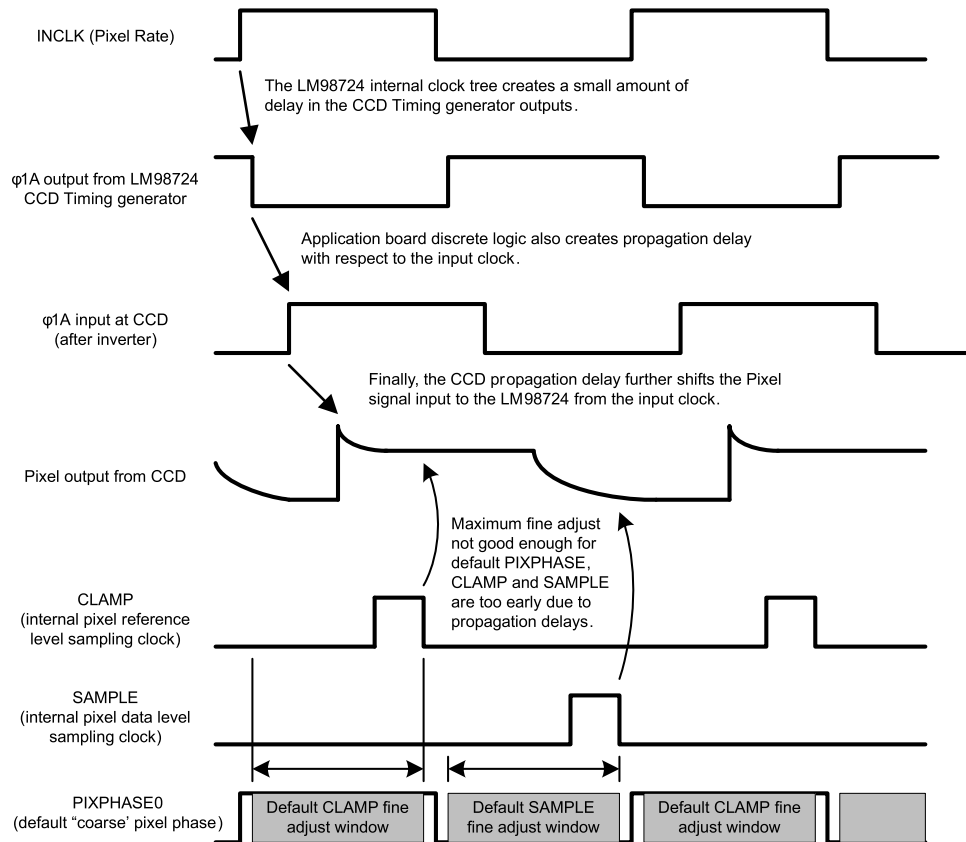 INCLK (Pixel Rate)
The LM98724 internal clock tree creates a small amount of
delay in the CCD Timing generator outputs.
φ1A output from LM98724
CCD Timing generator
Application board discrete logic also creates propagation delay
with respect to the input clock.
φ1A input at CCD
(after inverter)
Finally, the CCD propagation delay further shifts the Pixel
signal input to the LM98724 from the input clock.
Pixel output from CCD
Maximum fine adjust
not good enough for
default PIXPHASE,
CLAMP and SAMPLE
are too early due to
propagation delays.
CLAMP
(internal pixel reference
level sampling clock)
SAMPLE
(internal pixel data level
sampling clock)
PIXPHASE0
(default “coarse’ pixel phase)
Default CLAMP fine
adjust window
Default SAMPLE
fine adjust window
Default CLAMP fine
adjust window